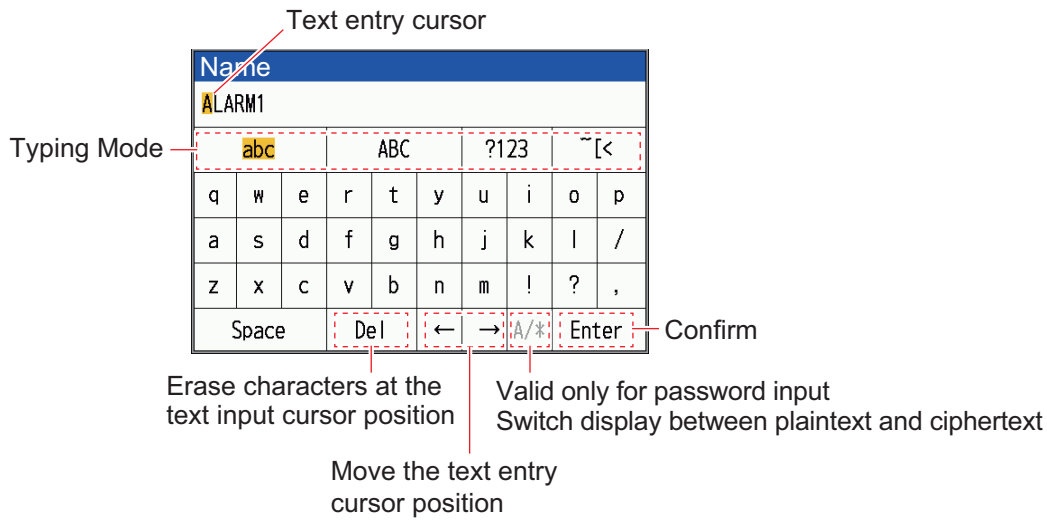 Text entry cursor
Name
ALARM1
Typing Mode
abc ABC ?123 ~[<
q w e r t y u i o p
a s d f g h j k l /
z x c v b n m ! ? ,
Space Del ← → A/* Enter
Confirm
Erase characters at the
text input cursor position
Valid only for password input
Switch display between plaintext and ciphertext
Move the text entry
cursor position